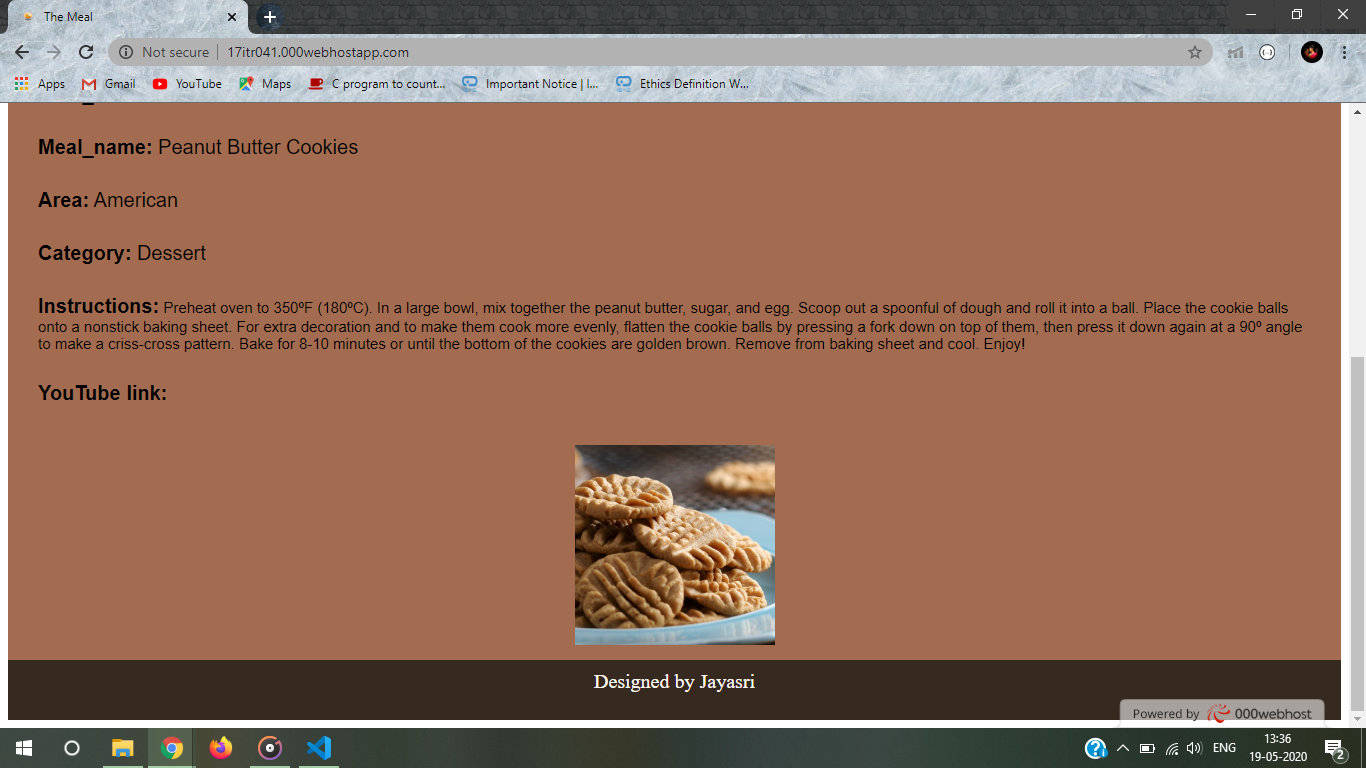 The Meal
Not secure
17itr041.000webhostapp.com
Apps
Gmail
YouTube
Maps
C program to count...
Important Notice | I...
Ethics Definition W...
Meal_name: Peanut Butter Cookies
Area: American
Category: Dessert
Instructions: Preheat oven to 350ºF (180ºC). In a large bowl, mix together the peanut butter, sugar, and egg. Scoop out a spoonful of dough and roll it into a ball. Place the cookie balls
onto a nonstick baking sheet. For extra decoration and to make them cook more evenly, flatten the cookie balls by pressing a fork down on top of them, then press it down again at a 90º angle
to make a criss-cross pattern. Bake for 8-10 minutes or until the bottom of the cookies are golden brown. Remove from baking sheet and cool. Enjoy!
YouTube link:
Designed by Jayasri
Powered by 000webhost
ENG
13:36
19-05-2020
2